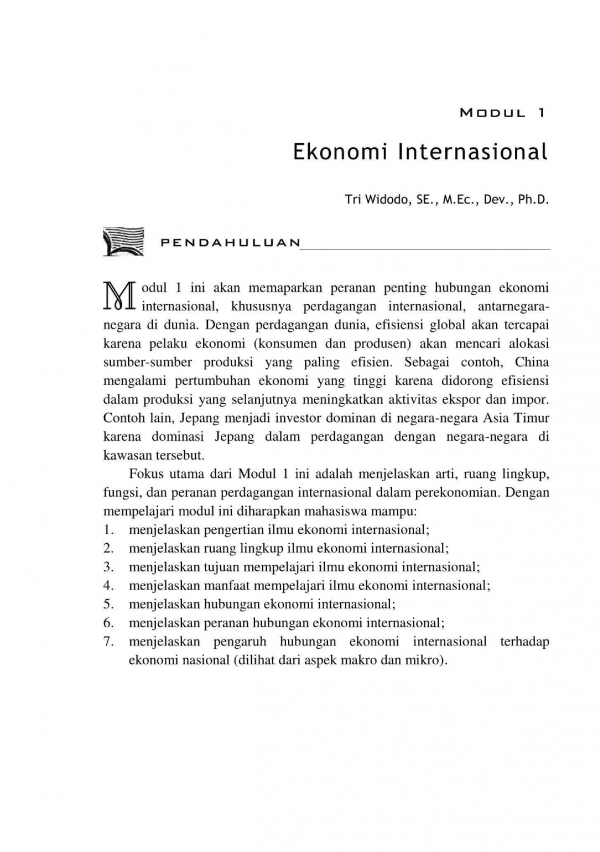 MODUL 1
Ekonomi Internasional
Tri Widodo, SE., M.Ec., Dev., Ph.D.
PENDAHULUAN
Modul 1 ini akan memaparkan peranan penting hubungan ekonomi
internasional, khususnya perdagangan internasional, antarnegara-
negara di dunia. Dengan perdagangan dunia, efisiensi global akan tercapai
karena pelaku ekonomi (konsumen dan produsen) akan mencari alokasi
sumber-sumber produksi yang paling efisien. Sebagai contoh, China
mengalami pertumbuhan ekonomi yang tinggi karena didorong efisiensi
dalam produksi yang selanjutnya meningkatkan aktivitas ekspor dan impor.
Contoh lain, Jepang menjadi investor dominan di negara-negara Asia Timur
karena dominasi Jepang dalam perdagangan dengan negara-negara di
kawasan tersebut.
Fokus utama dari Modul 1 ini adalah menjelaskan arti, ruang lingkup,
fungsi, dan peranan perdagangan internasional dalam perekonomian. Dengan
mempelajari modul ini diharapkan mahasiswa mampu:
1. menjelaskan pengertian ilmu ekonomi internasional;
2. menjelaskan ruang lingkup ilmu ekonomi internasional;
3. menjelaskan tujuan mempelajari ilmu ekonomi internasional;
4. menjelaskan manfaat mempelajari ilmu ekonomi internasional;
5. menjelaskan hubungan ekonomi internasional;
6. menjelaskan peranan hubungan ekonomi internasional;
7. menjelaskan pengaruh hubungan ekonomi internasional terhadap
ekonomi nasional (dilihat dari aspek makro dan mikro).